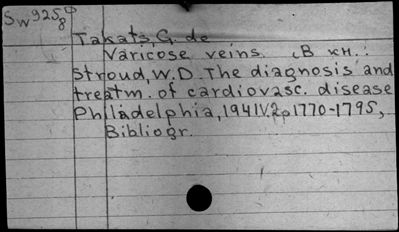 Sw925 φ
8
Takats, G. de
Varicose veins. (В кн.:
Stroud, W.D. The diagnosis and
treatm. of cardiovasc. disease
Philadelphia, 1941 V.2 p 1770-1795,
Bibliogr.